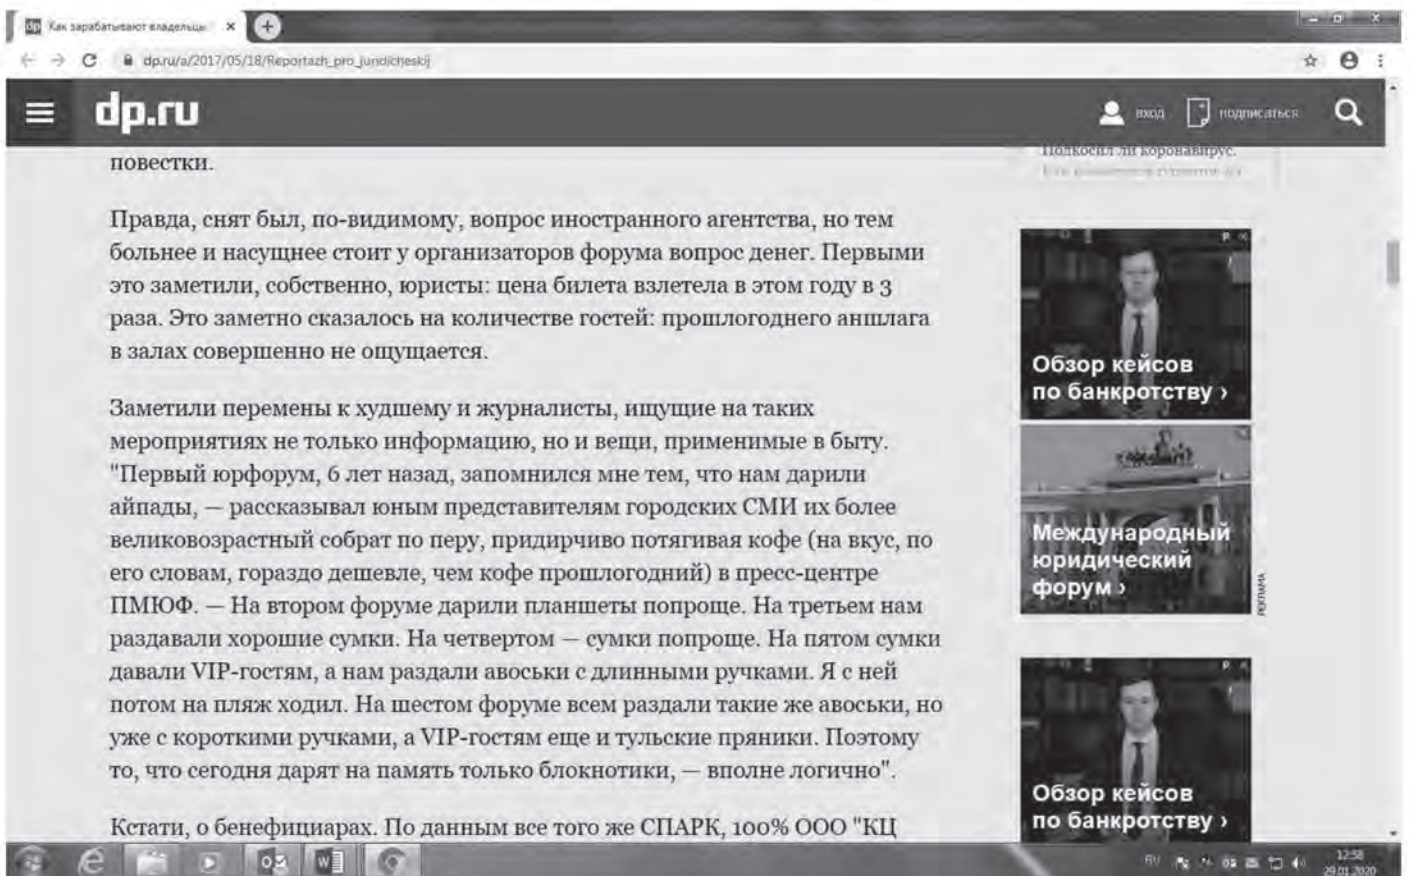 dp Как зарабатывают владельцы
dp.ru/a/2017/05/18/Reportazh_pro_juridicheskij
dp.ru
вход
подписаться
повестки.
Правда, снят был, по-видимому, вопрос иностранного агентства, но тем
больнее и насущнее стоит у организаторов форума вопрос денег. Первыми
это заметили, собственно, юристы: цена билета взлетела в этом году в 3
раза. Это заметно сказалось на количестве гостей: прошлогоднего аншлага
в залах совершенно не ощущается.
Заметили перемены к худшему и журналисты, ищущие на таких
мероприятиях не только информацию, но и вещи, применимые в быту.
"Первый юрфорум, 6 лет назад, запомнился мне тем, что нам дарили
айпады, — рассказывал юным представителям городских СМИ их более
великовозрастный собрат по перу, придирчиво потягивая кофе (на вкус, по
его словам, гораздо дешевле, чем кофе прошлогодний) в пресс-центре
ПМЮФ. — На втором форуме дарили планшеты попроще. На третьем нам
раздавали хорошие сумки. На четвертом — сумки попроще. На пятом сумки
давали VIP-гостям, а нам раздали авоськи с длинными ручками. Я с ней
потом на пляж ходил. На шестом форуме всем раздали такие же авоськи, но
уже с короткими ручками, а VIP-гостям еще и тульские пряники. Поэтому
то, что сегодня дарят на память только блокнотики, — вполне логично".
Кстати, о бенефициарах. По данным все того же СПАРК, 100% ООО "КЦ
Подкосил ли коронавирус.
Обзор кейсов
по банкротству ›
Международный
юридический
форум ›
РЕКЛАМА
Обзор кейсов
по банкротству ›
RU
12:58
29.01.2020